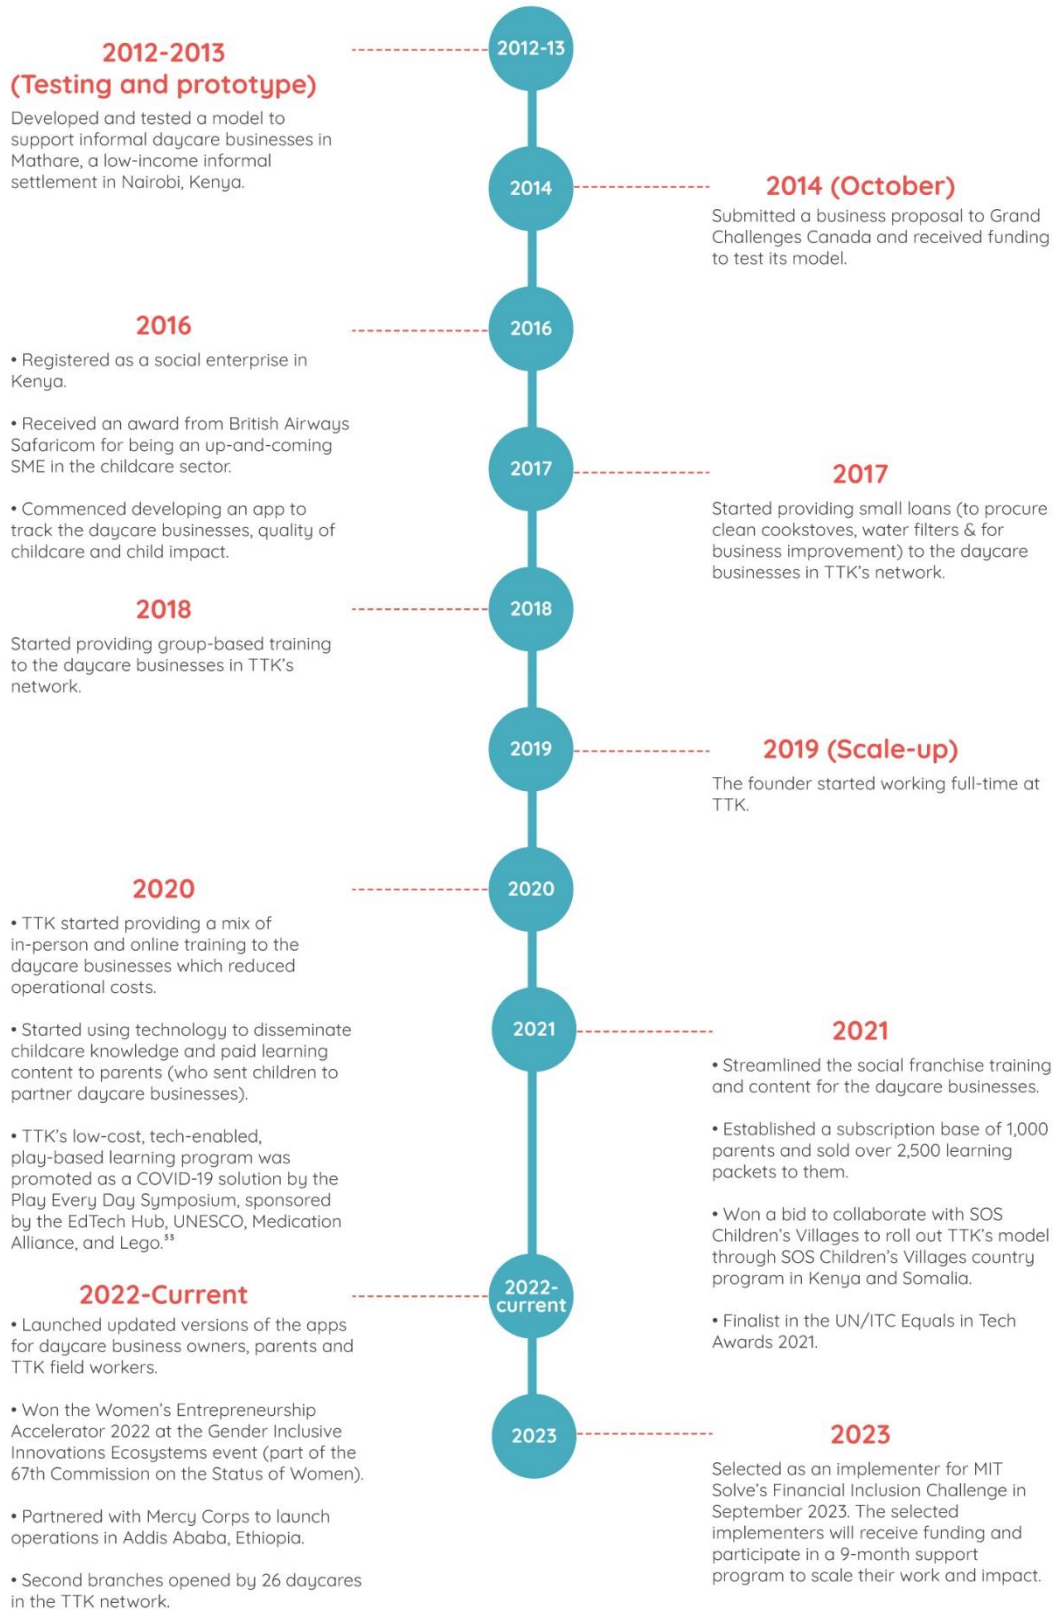 2012-13
2012-2013
(Testing and prototype)
Developed and tested a model to
support informal daycare businesses in
Mathare, a low-income informal
settlement in Nairobi, Kenya.
2014
2014 (October)
Submitted a business proposal to Grand
Challenges Canada and received funding
to test its model.
2016
2016
• Registered as a social enterprise in
Kenya.
• Received an award from British Airways
Safaricom for being an up-and-coming
SME in the childcare sector.
• Commenced developing an app to
track the daycare businesses, quality of
childcare and child impact.
2017
2017
Started providing small loans (to procure
clean cookstoves, water filters & for
business improvement) to the daycare
businesses in TTK's network.
2018
2018
Started providing group-based training
to the daycare businesses in TTK's
network.
2019
2019 (Scale-up)
The founder started working full-time at
TTK.
2020
2020
• TTK started providing a mix of
in-person and online training to the
daycare businesses which reduced
operational costs.
• Started using technology to disseminate
childcare knowledge and paid learning
content to parents (who sent children to
partner daycare businesses).
• TTK's low-cost, tech-enabled,
play-based learning program was
promoted as a COVID-19 solution by the
Play Every Day Symposium, sponsored
by the EdTech Hub, UNESCO, Medication
Alliance, and Lego.³³
2021
2021
• Streamlined the social franchise training
and content for the daycare businesses.
• Established a subscription base of 1,000
parents and sold over 2,500 learning
packets to them.
• Won a bid to collaborate with SOS
Children's Villages to roll out TTK's model
through SOS Children's Villages country
program in Kenya and Somalia.
• Finalist in the UN/ITC Equals in Tech
Awards 2021.
2022-
current
2022-Current
• Launched updated versions of the apps
for daycare business owners, parents and
TTK field workers.
• Won the Women's Entrepreneurship
Accelerator 2022 at the Gender Inclusive
Innovations Ecosystems event (part of the
67th Commission on the Status of Women).
• Partnered with Mercy Corps to launch
operations in Addis Ababa, Ethiopia.
• Second branches opened by 26 daycares
in the TTK network.
2023
2023
Selected as an implementer for MIT
Solve's Financial Inclusion Challenge in
September 2023. The selected
implementers will receive funding and
participate in a 9-month support
program to scale their work and impact.